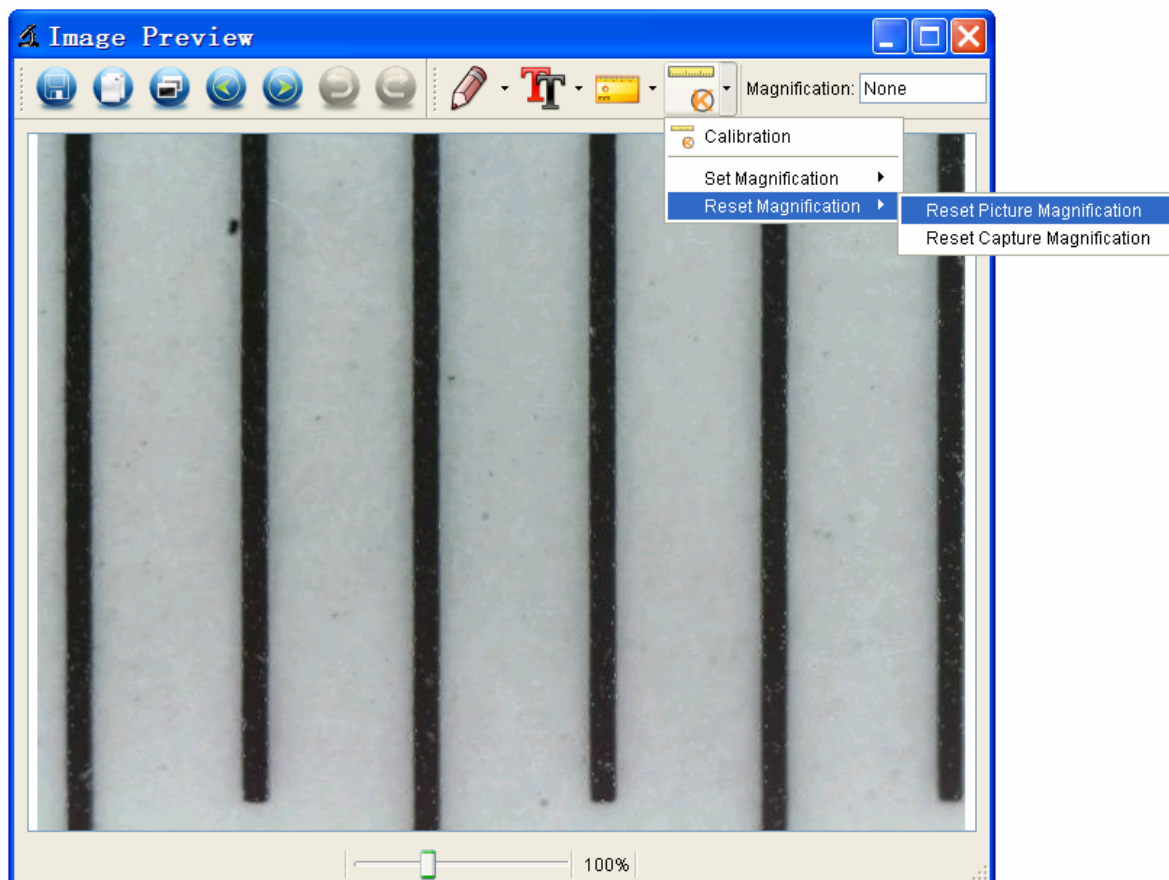 Image Preview
Magnification: None
Calibration
Set Magnification
Reset Magnification
Reset Picture Magnification
Reset Capture Magnification
100%